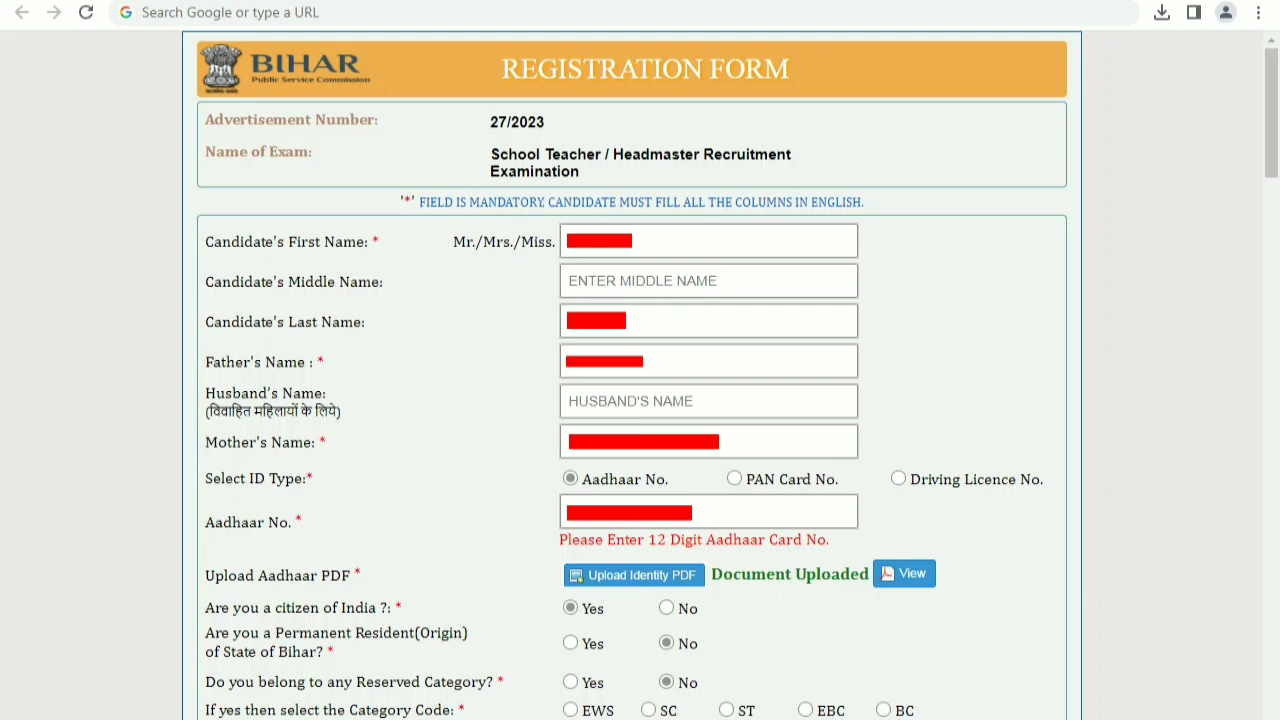 Search Google or type a URL
BIHAR
Public Service Commission
REGISTRATION FORM
Advertisement Number: 27/2023
Name of Exam: School Teacher / Headmaster Recruitment
Examination
'*' FIELD IS MANDATORY, CANDIDATE MUST FILL ALL THE COLUMNS IN ENGLISH.
Candidate's First Name: * Mr./Mrs./Miss.
Candidate's Middle Name: ENTER MIDDLE NAME
Candidate's Last Name:
Father's Name : *
Husband's Name: HUSBAND'S NAME
(विवाहित महिलायों के लिये)
Mother's Name: *
Select ID Type:* Aadhaar No. PAN Card No. Driving Licence No.
Aadhaar No. *
Please Enter 12 Digit Aadhaar Card No.
Upload Aadhaar PDF * Upload Identity PDF Document Uploaded View
Are you a citizen of India ?: * Yes No
Are you a Permanent Resident(Origin)
of State of Bihar? * Yes No
Do you belong to any Reserved Category? * Yes No
If yes then select the Category Code: * EWS SC ST EBC BC